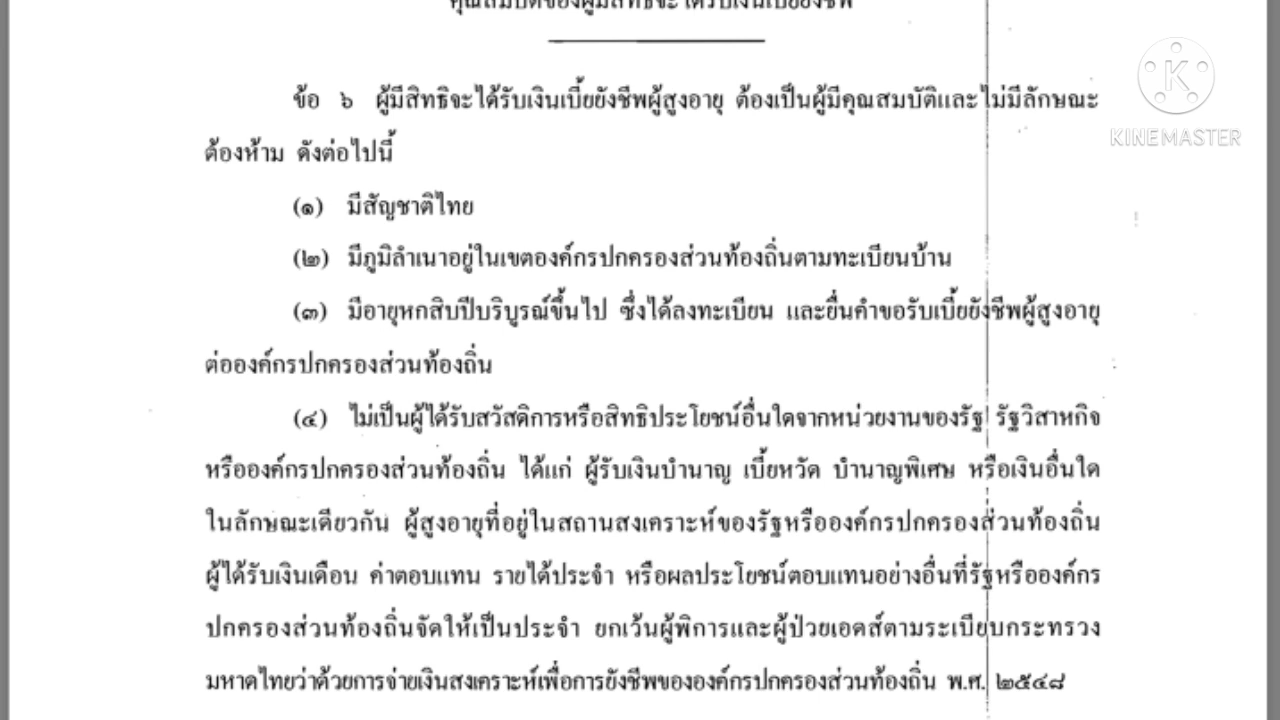 คุณสมบัติของผู้มีสิทธิจะได้รับเงินเบี้ยยังชีพ
ข้อ ๖ ผู้มีสิทธิจะได้รับเงินเบี้ยยังชีพผู้สูงอายุ ต้องเป็นผู้มีคุณสมบัติและไม่มีลักษณะ
ต้องห้าม ดังต่อไปนี้
(๑) มีสัญชาติไทย
(๒) มีภูมิลำเนาอยู่ในเขตองค์กรปกครองส่วนท้องถิ่นตามทะเบียนบ้าน
(๓) มีอายุหกสิบปีบริบูรณ์ขึ้นไป ซึ่งได้ลงทะเบียน และยื่นคำขอรับเบี้ยยังชีพผู้สูงอายุ
ต่อองค์กรปกครองส่วนท้องถิ่น
(๔) ไม่เป็นผู้ได้รับสวัสดิการหรือสิทธิประโยชน์อื่นใดจากหน่วยงานของรัฐ รัฐวิสาหกิจ
หรือองค์กรปกครองส่วนท้องถิ่น ได้แก่ ผู้รับเงินบำนาญ เบี้ยหวัด บำนาญพิเศษ หรือเงินอื่นใด
ในลักษณะเดียวกัน ผู้สูงอายุที่อยู่ในสถานสงเคราะห์ของรัฐหรือองค์กรปกครองส่วนท้องถิ่น
ผู้ได้รับเงินเดือน ค่าตอบแทน รายได้ประจำ หรือผลประโยชน์ตอบแทนอย่างอื่นที่รัฐหรือองค์กร
ปกครองส่วนท้องถิ่นจัดให้เป็นประจำ ยกเว้นผู้พิการและผู้ป่วยเอดส์ตามระเบียบกระทรวง
มหาดไทยว่าด้วยการจ่ายเงินสงเคราะห์เพื่อการยังชีพขององค์กรปกครองส่วนท้องถิ่น พ.ศ. ๒๕๔๘
K
KINEMASTER